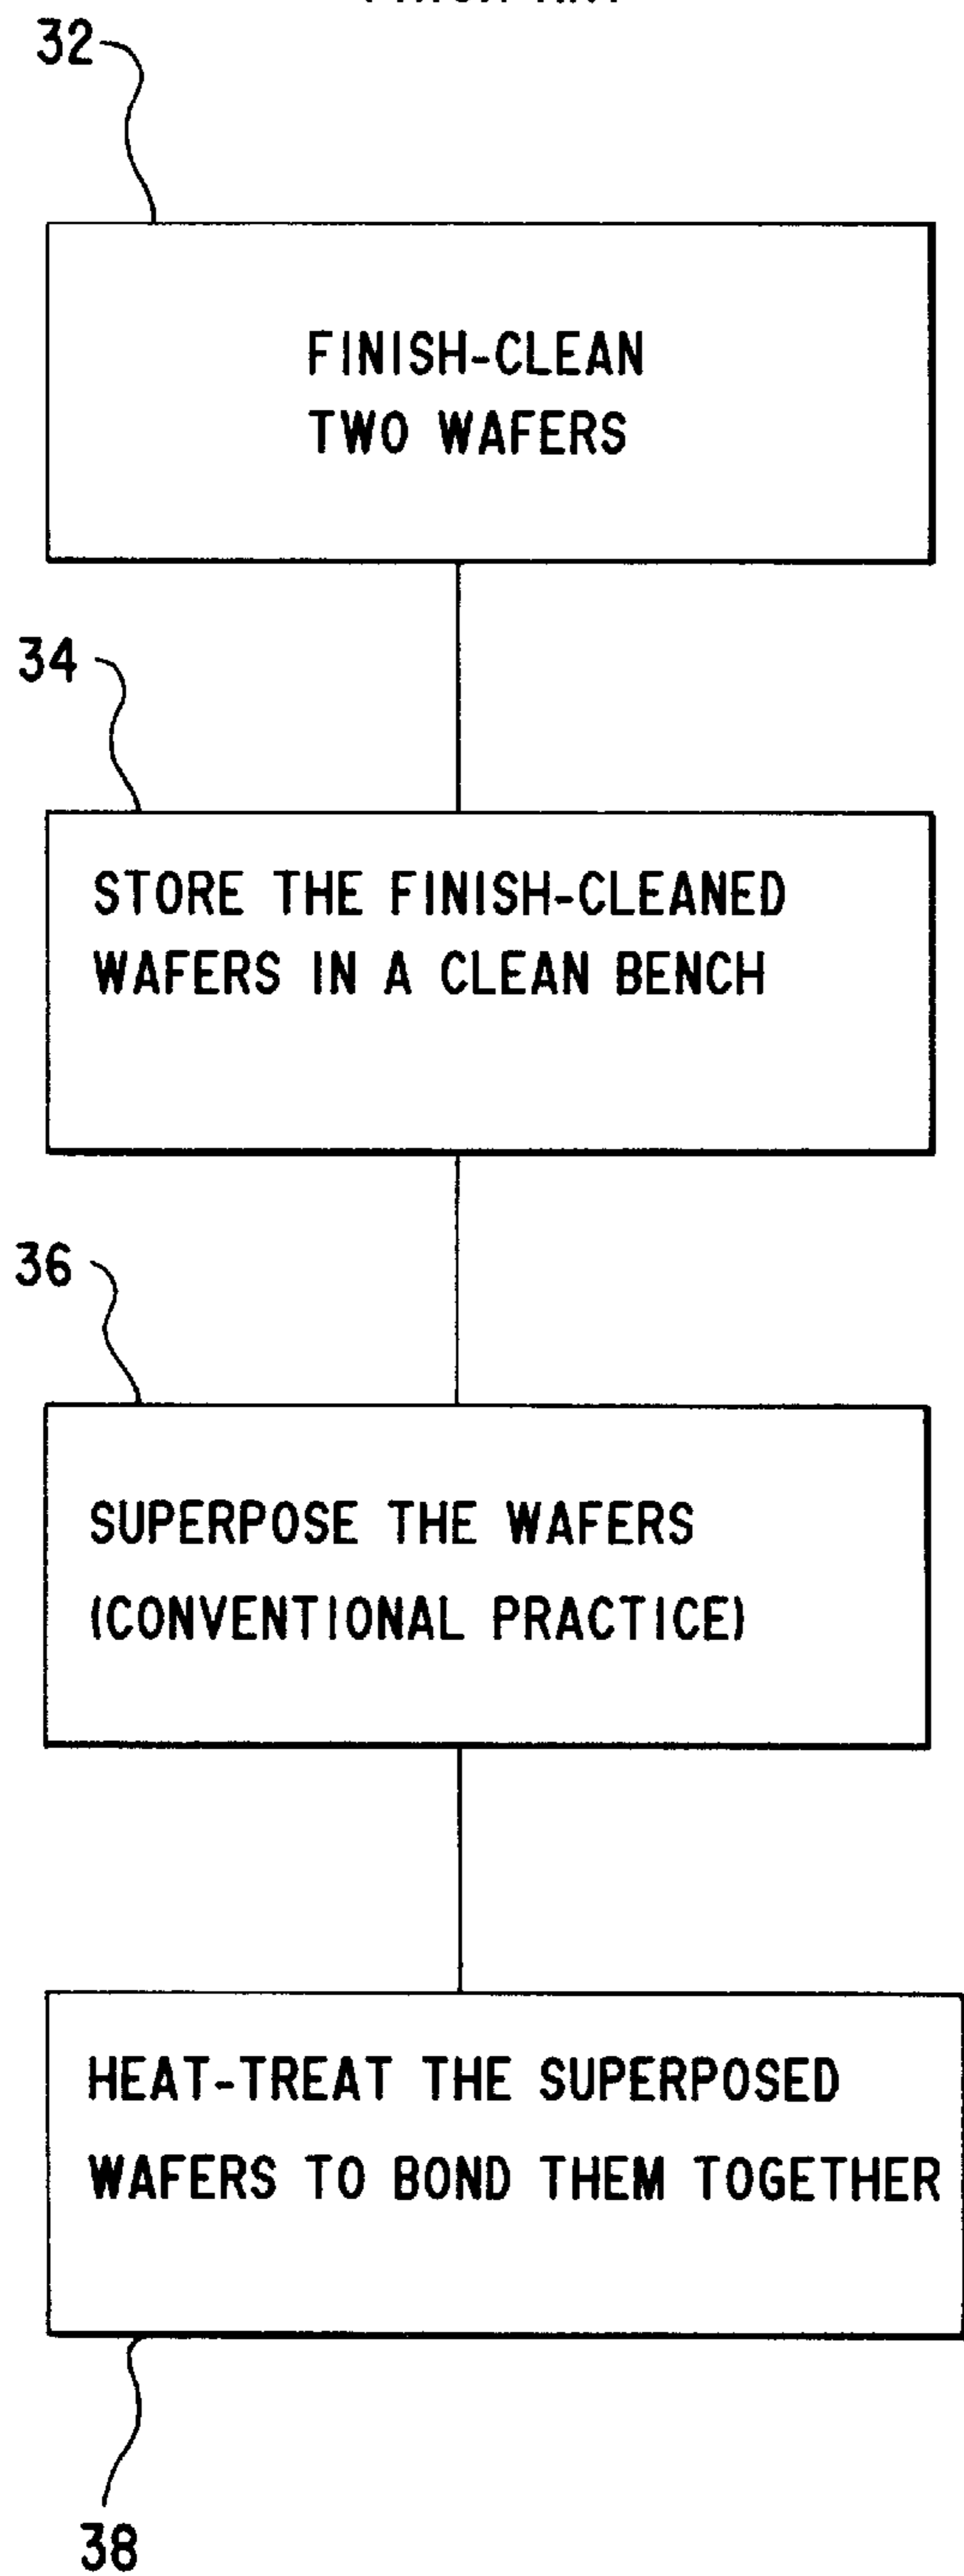 32
FINISH-CLEAN
TWO WAFERS
34
STORE THE FINISH-CLEANED
WAFERS IN A CLEAN BENCH
36
SUPERPOSE THE WAFERS
(CONVENTIONAL PRACTICE)
HEAT-TREAT THE SUPERPOSED
WAFERS TO BOND THEM TOGETHER
38